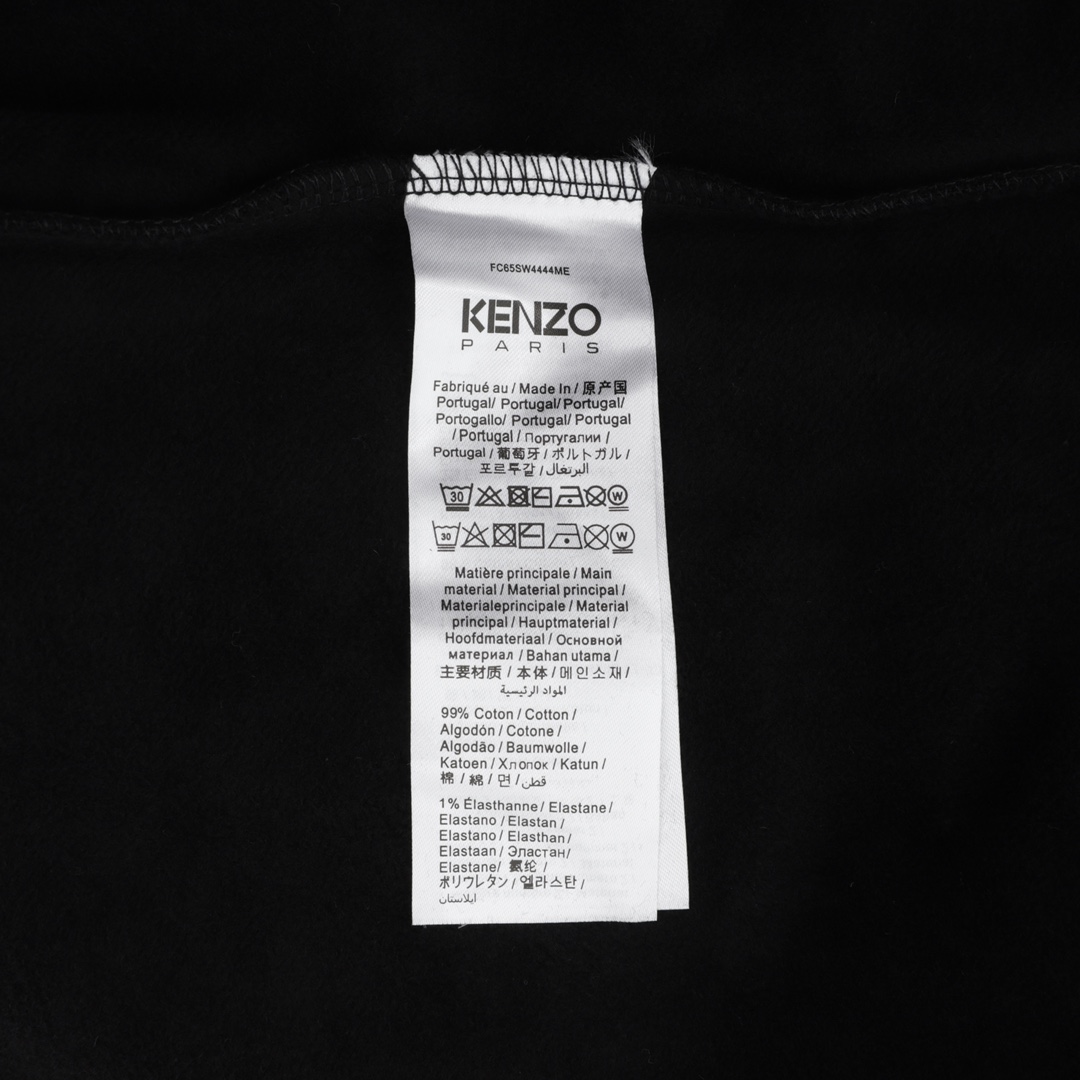 FC65SW4444ME
KENZO
PARIS
Fabriqué au / Made In / 原产国
Portugal/ Portugal/ Portugal/
Portogallo/ Portugal/ Portugal
/ Portugal / Португалии /
Portugal / 葡萄牙 / ポルトガル /
포르투갈 / البرتغال
30 W
30 W
Matière principale / Main
material / Material principal /
Materialeprincipale / Material
principal / Hauptmaterial /
Hoofdmateriaal / Основной
материал / Bahan utama /
主要材质 / 本体 / 메인소재 /
المواد الرئيسية
99% Coton / Cotton /
Algodón / Cotone /
Algodão / Baumwolle /
Katoen / Хлопок / Katun /
棉 / 綿 / 면 / قطن
1% Élasthanne / Elastane /
Elastano / Elastan /
Elastano / Elasthan /
Elastaan / Эластан/
Elastane/ 氨纶 /
ポリウレタン / 엘라스탄 /
ايلاستان